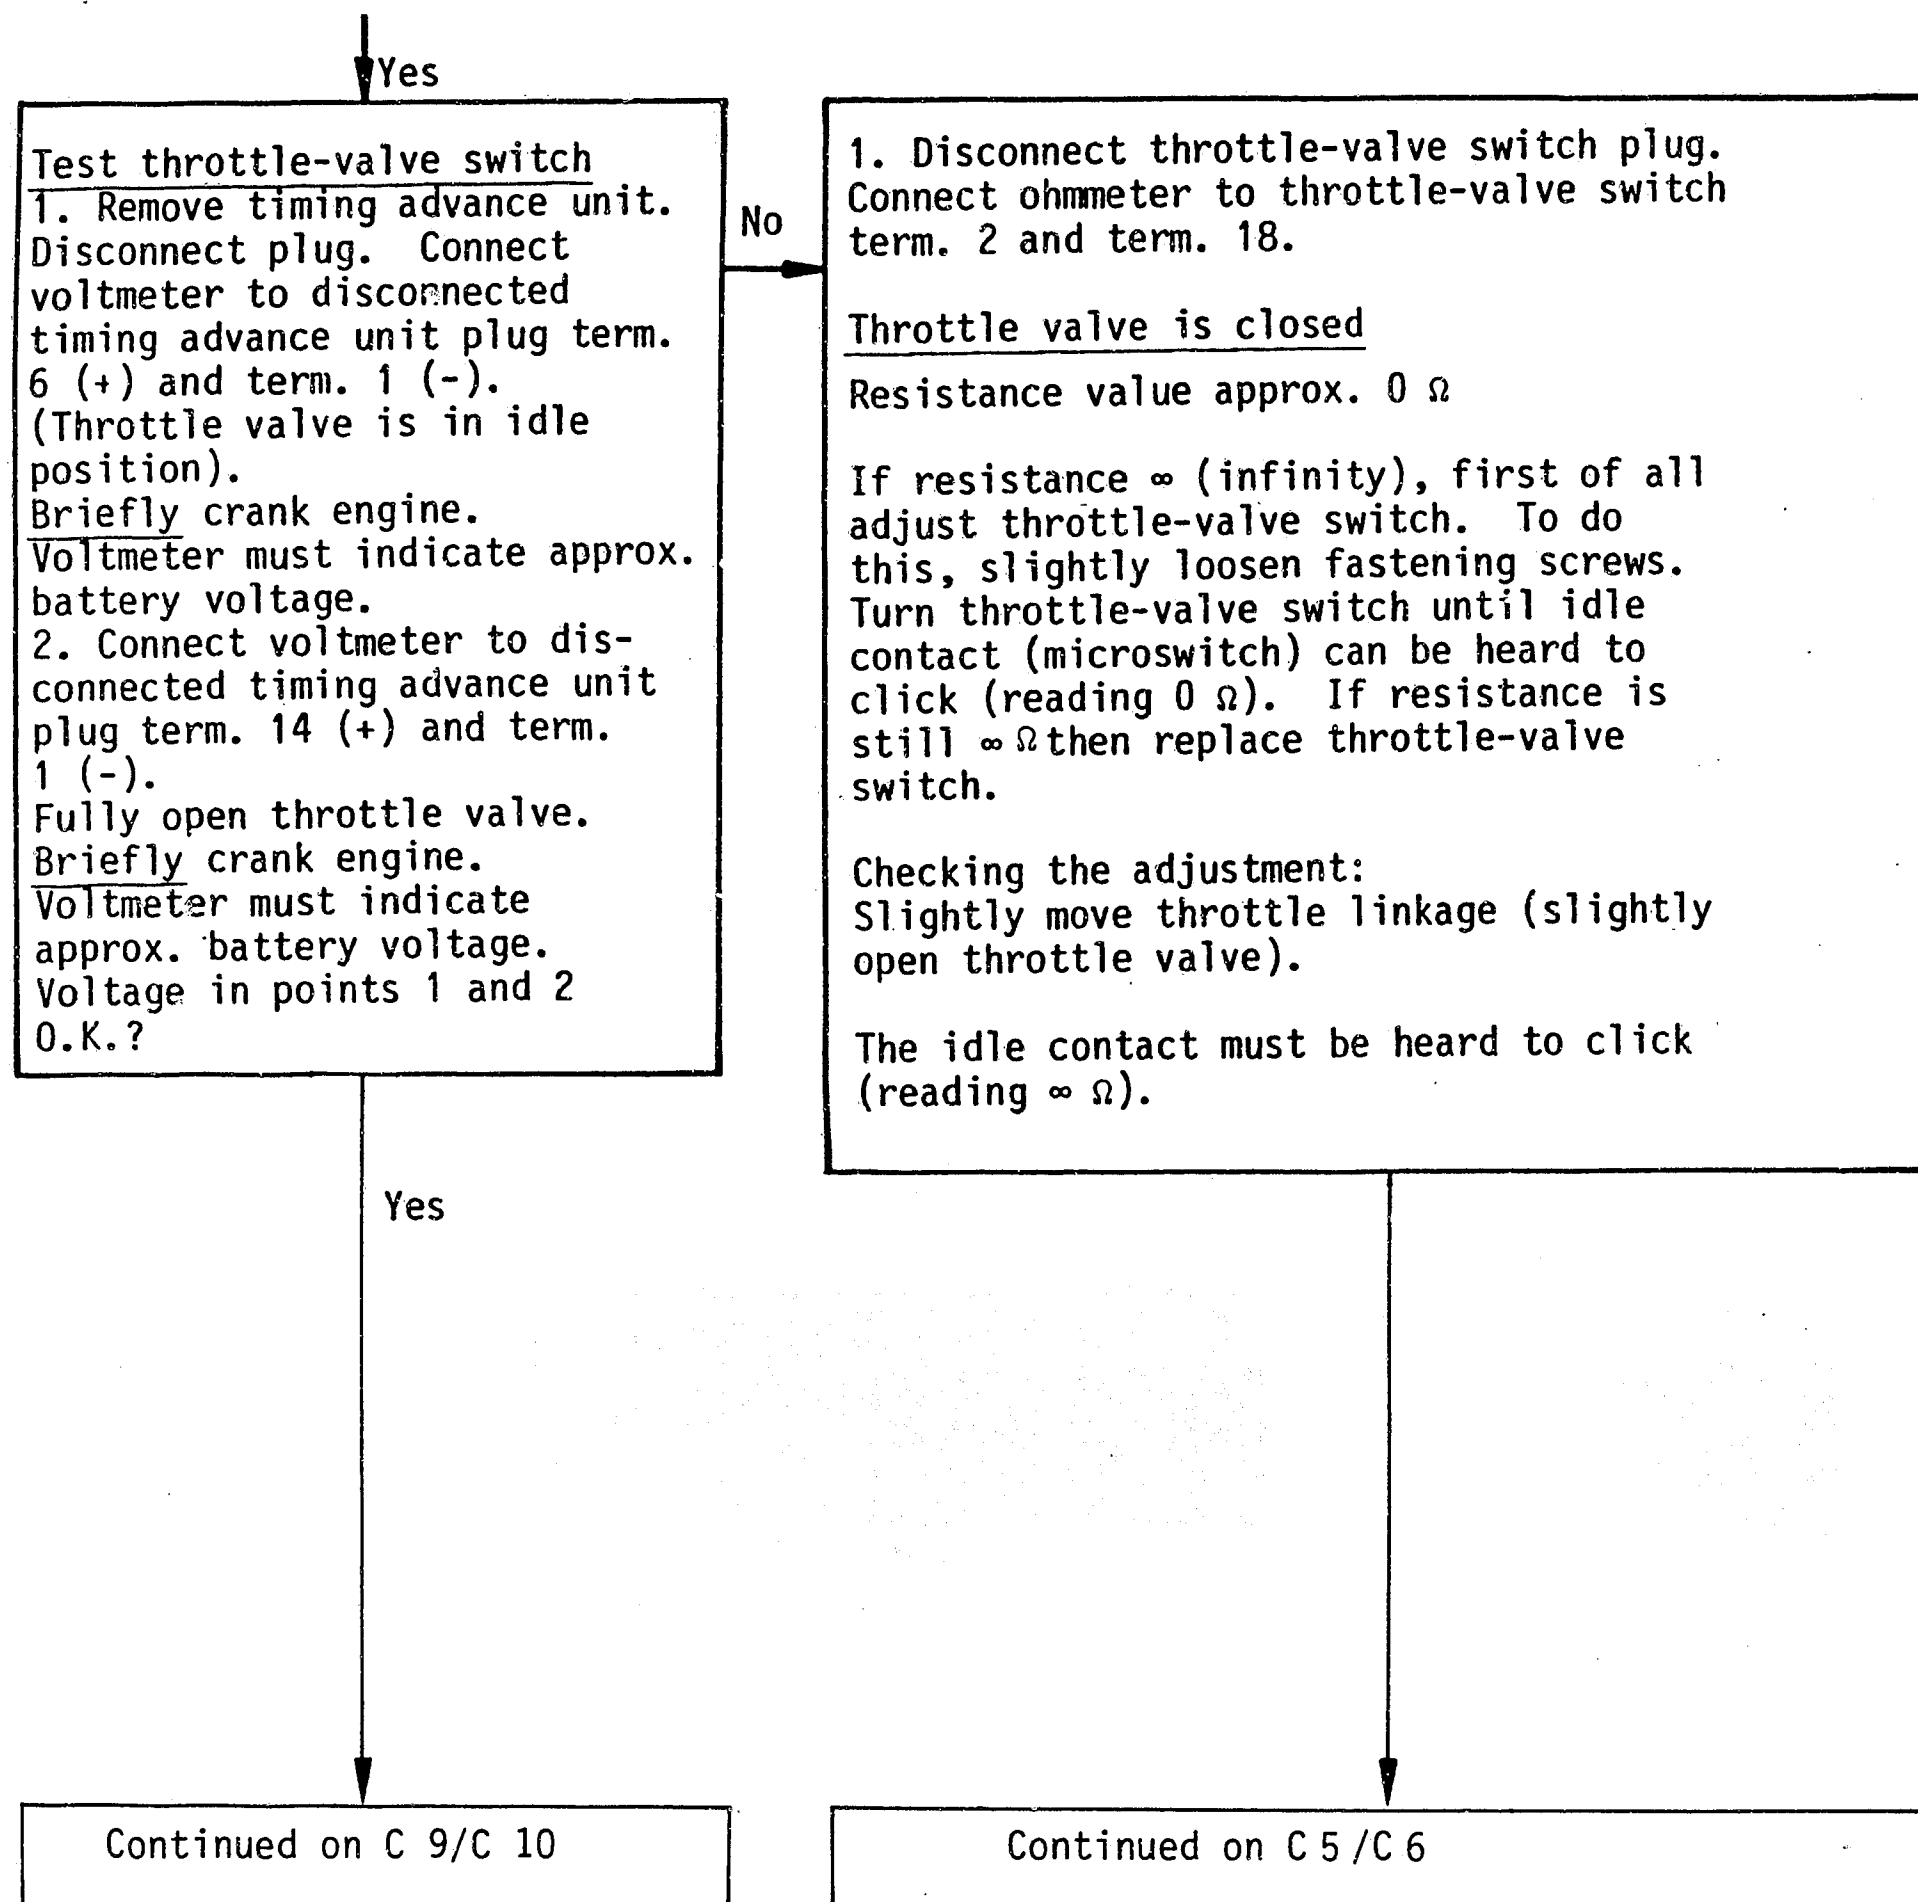 Yes
Test throttle-valve switch
1. Remove timing advance unit.
Disconnect plug. Connect
voltmeter to disconnected
timing advance unit plug term.
6 (+) and term. 1 (-).
(Throttle valve is in idle
position).
Briefly crank engine.
Voltmeter must indicate approx.
battery voltage.
2. Connect voltmeter to dis-
connected timing advance unit
plug term. 14 (+) and term.
1 (-).
Fully open throttle valve.
Briefly crank engine.
Voltmeter must indicate
approx. battery voltage.
Voltage in points 1 and 2
O.K.?
No
1. Disconnect throttle-valve switch plug.
Connect ohmmeter to throttle-valve switch
term. 2 and term. 18.
Throttle valve is closed
Resistance value approx. 0 Ω
If resistance ∞ (infinity), first of all
adjust throttle-valve switch. To do
this, slightly loosen fastening screws.
Turn throttle-valve switch until idle
contact (microswitch) can be heard to
click (reading 0 Ω). If resistance is
still ∞ Ω then replace throttle-valve
switch.
Checking the adjustment:
Slightly move throttle linkage (slightly
open throttle valve).
The idle contact must be heard to click
(reading ∞ Ω).
Yes
Continued on C 9/C 10
Continued on C 5/C 6